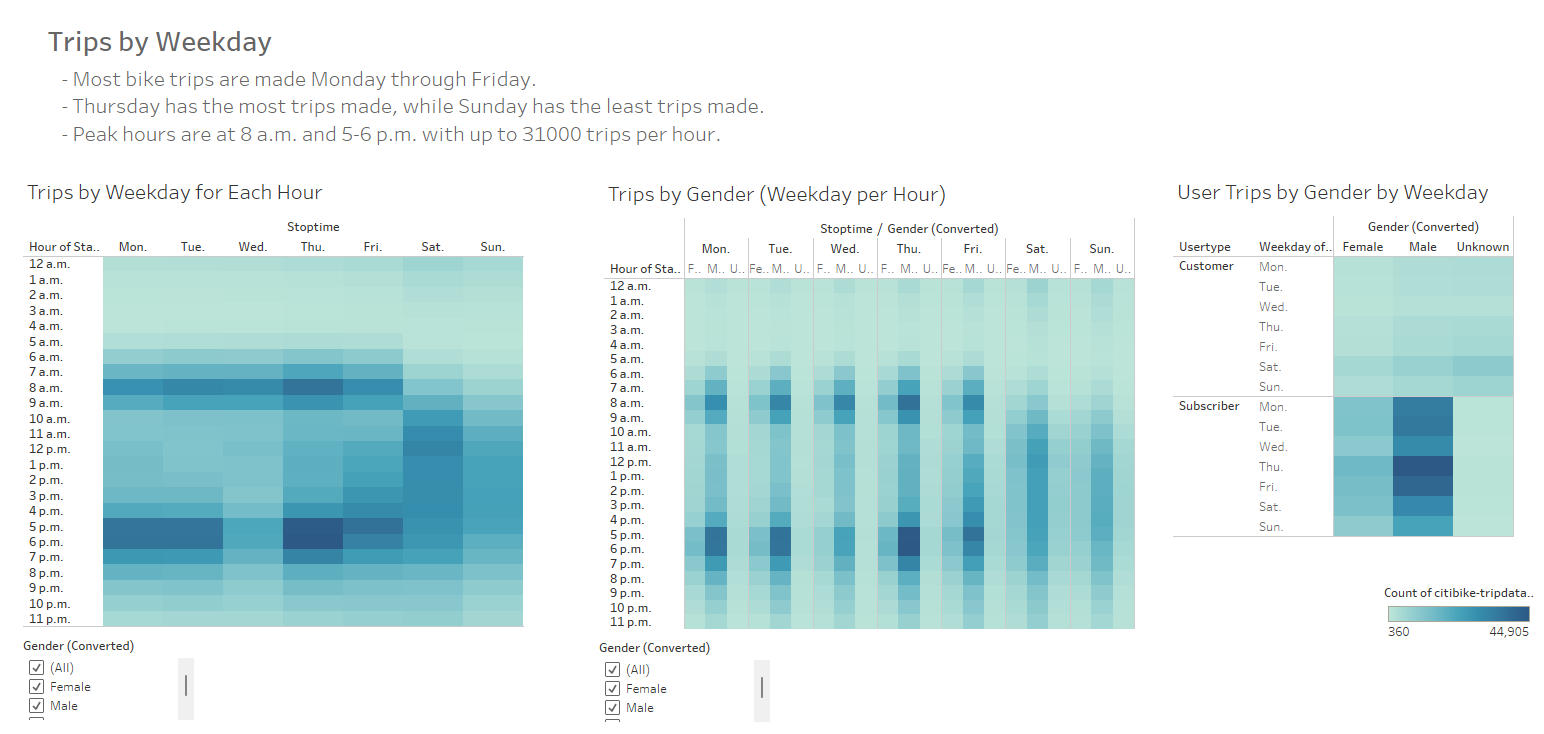 Trips by Weekday
- Most bike trips are made Monday through Friday.
- Thursday has the most trips made, while Sunday has the least trips made.
- Peak hours are at 8 a.m. and 5-6 p.m. with up to 31000 trips per hour.
Trips by Weekday for Each Hour
Stoptime
Hour of Sta.. Mon. Tue. Wed. Thu. Fri. Sat. Sun.
12 a.m.
1 a.m.
2 a.m.
3 a.m.
4 a.m.
5 a.m.
6 a.m.
7 a.m.
8 a.m.
9 a.m.
10 a.m.
11 a.m.
12 p.m.
1 p.m.
2 p.m.
3 p.m.
4 p.m.
5 p.m.
6 p.m.
7 p.m.
8 p.m.
9 p.m.
10 p.m.
11 p.m.
Gender (Converted)
(All)
Female
Male
Trips by Gender (Weekday per Hour)
Stoptime / Gender (Converted)
Mon. Tue. Wed. Thu. Fri. Sat. Sun.
Hour of Sta.. F.. M.. U.. Fe.. M.. U.. F.. M.. U.. F.. M.. U.. Fe.. M.. U.. Fe.. M.. U.. F.. M.. U..
12 a.m.
1 a.m.
2 a.m.
3 a.m.
4 a.m.
5 a.m.
6 a.m.
7 a.m.
8 a.m.
9 a.m.
10 a.m.
11 a.m.
12 p.m.
1 p.m.
2 p.m.
3 p.m.
4 p.m.
5 p.m.
6 p.m.
7 p.m.
8 p.m.
9 p.m.
10 p.m.
11 p.m.
Gender (Converted)
(All)
Female
Male
User Trips by Gender by Weekday
Gender (Converted)
Usertype Weekday of.. Female Male Unknown
Customer Mon.
Tue.
Wed.
Thu.
Fri.
Sat.
Sun.
Subscriber Mon.
Tue.
Wed.
Thu.
Fri.
Sat.
Sun.
Count of citibike-tripdata..
360 44,905